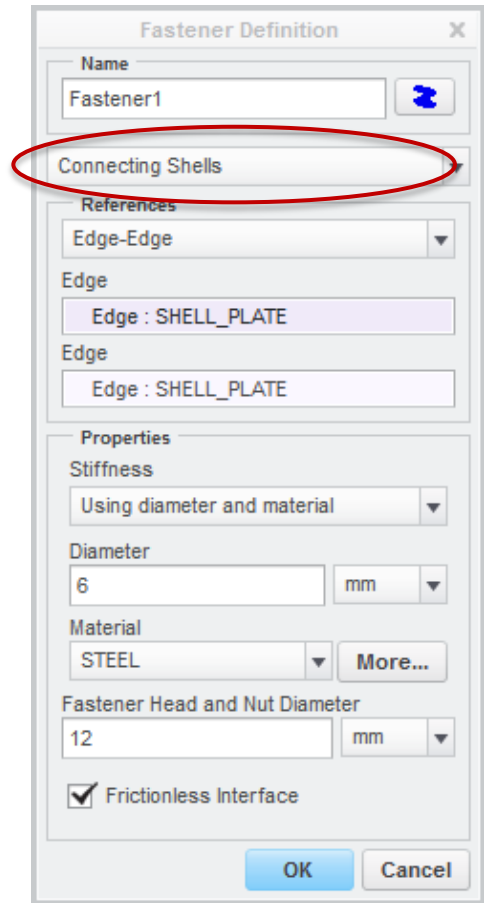 Fastener Definition X
Name
Fastener1
Connecting Shells
References
Edge-Edge
Edge
Edge : SHELL_PLATE
Edge
Edge : SHELL_PLATE
Properties
Stiffness
Using diameter and material
Diameter
6 mm
Material
STEEL More...
Fastener Head and Nut Diameter
12 mm
Frictionless Interface
OK Cancel